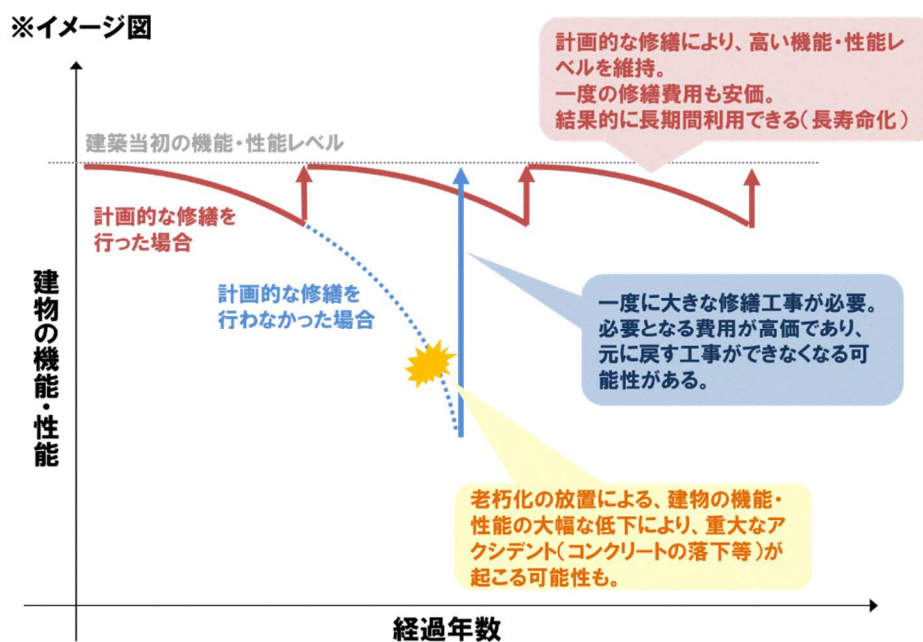 ※イメージ図
計画的な修繕により、高い機能・性能レ
ベルを維持。
一度の修繕費用も安価。
結果的に長期間利用できる（長寿命化）
建築当初の機能・性能レベル
計画的な修繕を
行った場合
計画的な修繕を
行わなかった場合
一度に大きな修繕工事が必要。
必要となる費用が高価であり、
元に戻す工事ができなくなる可
能性がある。
建物の機能・性能
老朽化の放置による、建物の機能・
性能の大幅な低下により、重大なア
クシデント（コンクリートの落下等）が
起こる可能性も。
経過年数